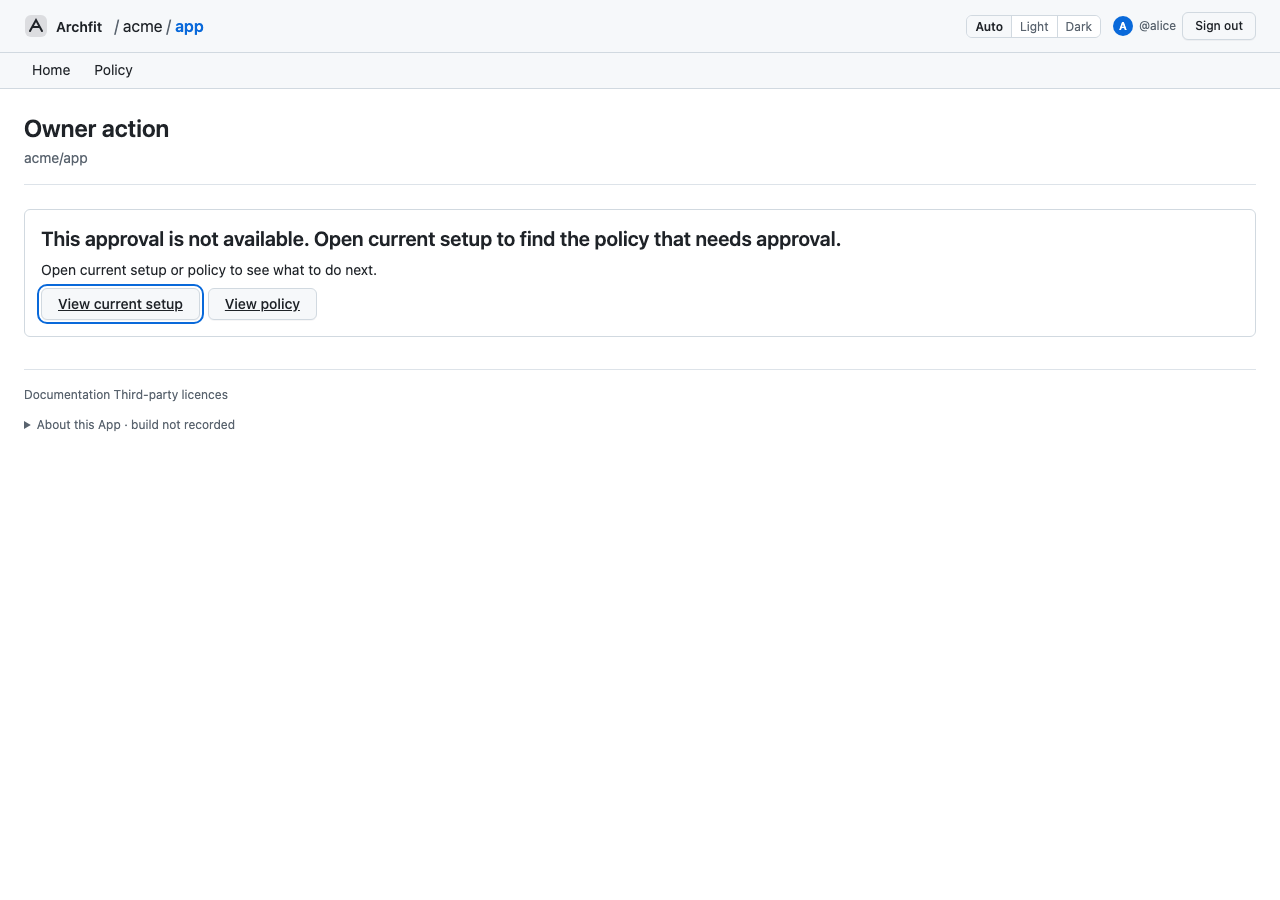 Archfit / acme / app
Auto Light Dark A @alice Sign out
Home Policy
Owner action
acme/app
This approval is not available. Open current setup to find the policy that needs approval.
Open current setup or policy to see what to do next.
View current setup View policy
Documentation Third-party licences
About this App · build not recorded